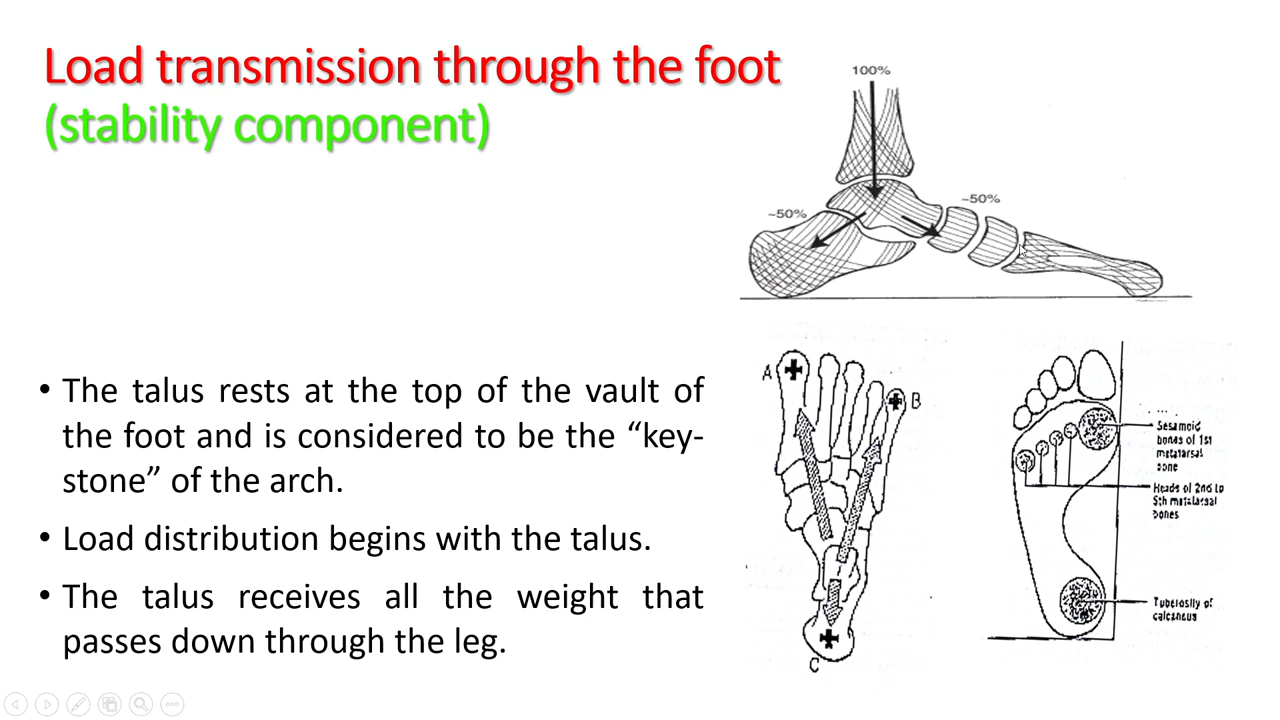 Load transmission through the foot
(stability component)
100%
~50%
~50%
• The talus rests at the top of the vault of
the foot and is considered to be the “key-
stone” of the arch.
• Load distribution begins with the talus.
• The talus receives all the weight that
passes down through the leg.
A
B
C
Sesamoid
bones of 1st
metatarsal
bone
Heads of 2nd to
5th metatarsal
bones
Tuberosity of
calcaneus